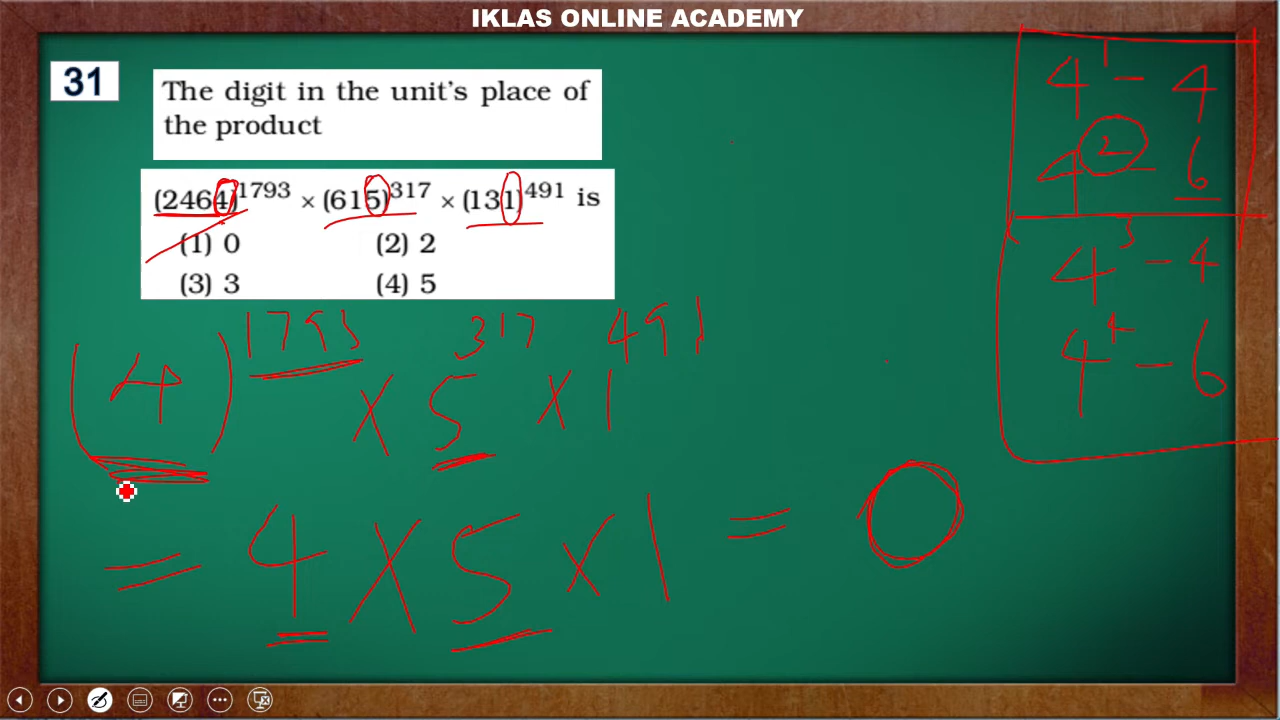 IKLAS ONLINE ACADEMY
31
The digit in the unit's place of
the product
(2464)^1793 × (615)^317 × (131)^491 is
(1) 0 (2) 2
(3) 3 (4) 5
(4)^1793 × 5^317 × 1^491
= 4 × 5 × 1 = 0
4^1 - 4
4^2 - 6
4^3 - 4
4^4 - 6